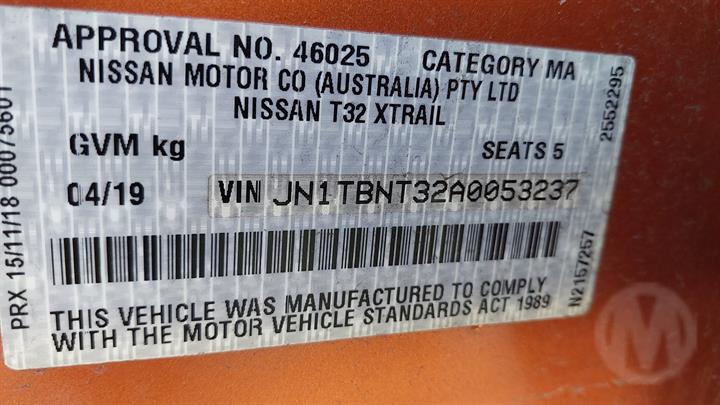 APPROVAL NO. 46025 CATEGORY MA
NISSAN MOTOR CO (AUSTRALIA) PTY LTD
NISSAN T32 XTRAIL
GVM kg SEATS 5
04/19 VIN JN1TBNT32A0053237
THIS VEHICLE WAS MANUFACTURED TO COMPLY
WITH THE MOTOR VEHICLE STANDARDS ACT 1989
PRX 15/11/18 00075601
2552295
N2157257
M